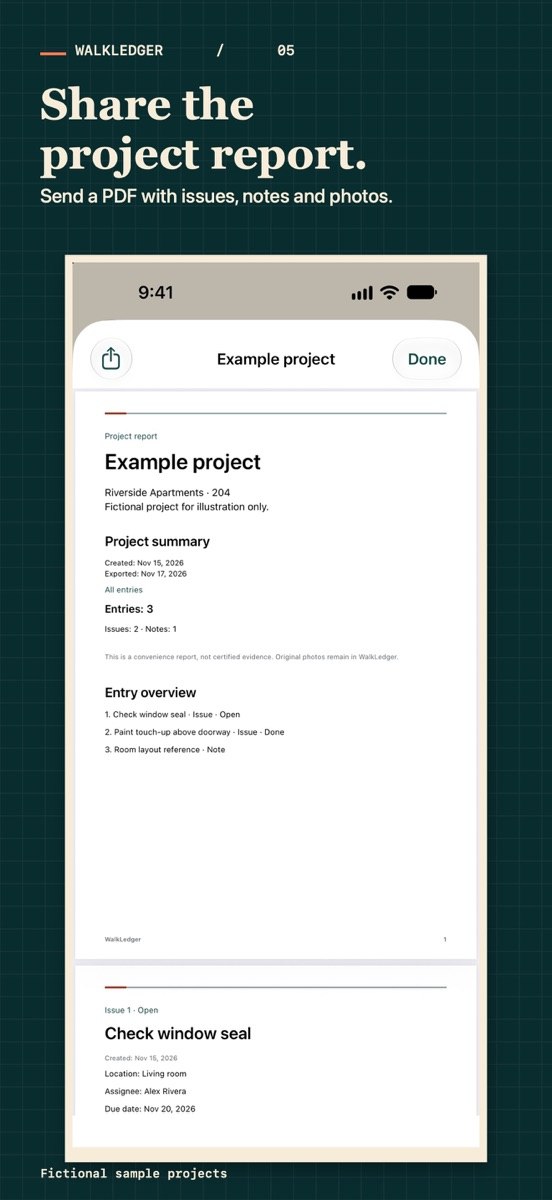 WALKLEDGER / 05
Share the
project report.
Send a PDF with issues, notes and photos.
9:41
Example project
Done
Project report
Example project
Riverside Apartments · 204
Fictional project for illustration only.
Project summary
Created: Nov 15, 2026
Exported: Nov 17, 2026
All entries
Entries: 3
Issues: 2 · Notes: 1
This is a convenience report, not certified evidence. Original photos remain in WalkLedger.
Entry overview
1. Check window seal · Issue · Open
2. Paint touch-up above doorway · Issue · Done
3. Room layout reference · Note
WalkLedger 1
Issue 1 · Open
Check window seal
Created: Nov 15, 2026
Location: Living room
Assignee: Alex Rivera
Due date: Nov 20, 2026
Fictional sample projects